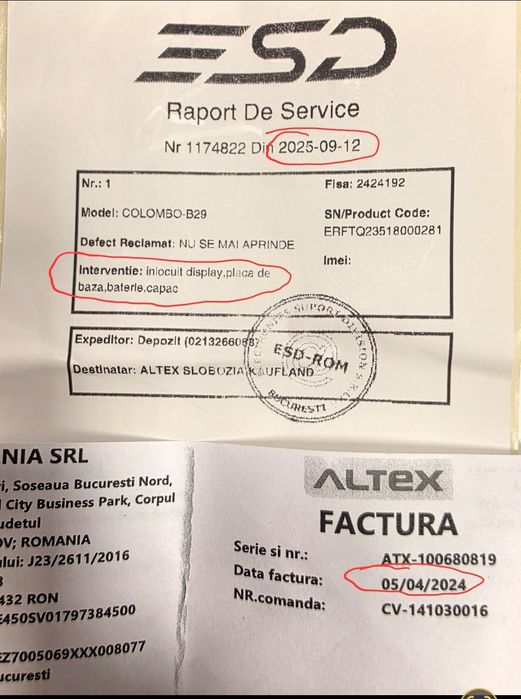 ESD
Raport De Service
Nr 1174822 Din 2025-09-12
Nr.: 1
Fisa: 2424192
Model: COLOMBO-B29
SN/Product Code:
ERFTQ23518000281
Defect Reclamat: NU SE MAI APRINDE
Imei:
Interventie: inlocuit display,placa de
baza,baterie,capac
Expeditor: Depozit (0213266088
Destinatar: ALTEX SLOBOZIA KAUFLAND
ESD-ROM
BUCURESTI
NIA SRL
ri, Soseaua Bucuresti Nord,
l City Business Park, Corpul
udetul
OV; ROMANIA
ului: J23/2611/2016
432 RON
E450SV01797384500
EZ7005069XXX008077
ucuresti
ALTEX
FACTURA
Serie si nr.: ATX-100680819
Data factura: 05/04/2024
NR.comanda: CV-141030016